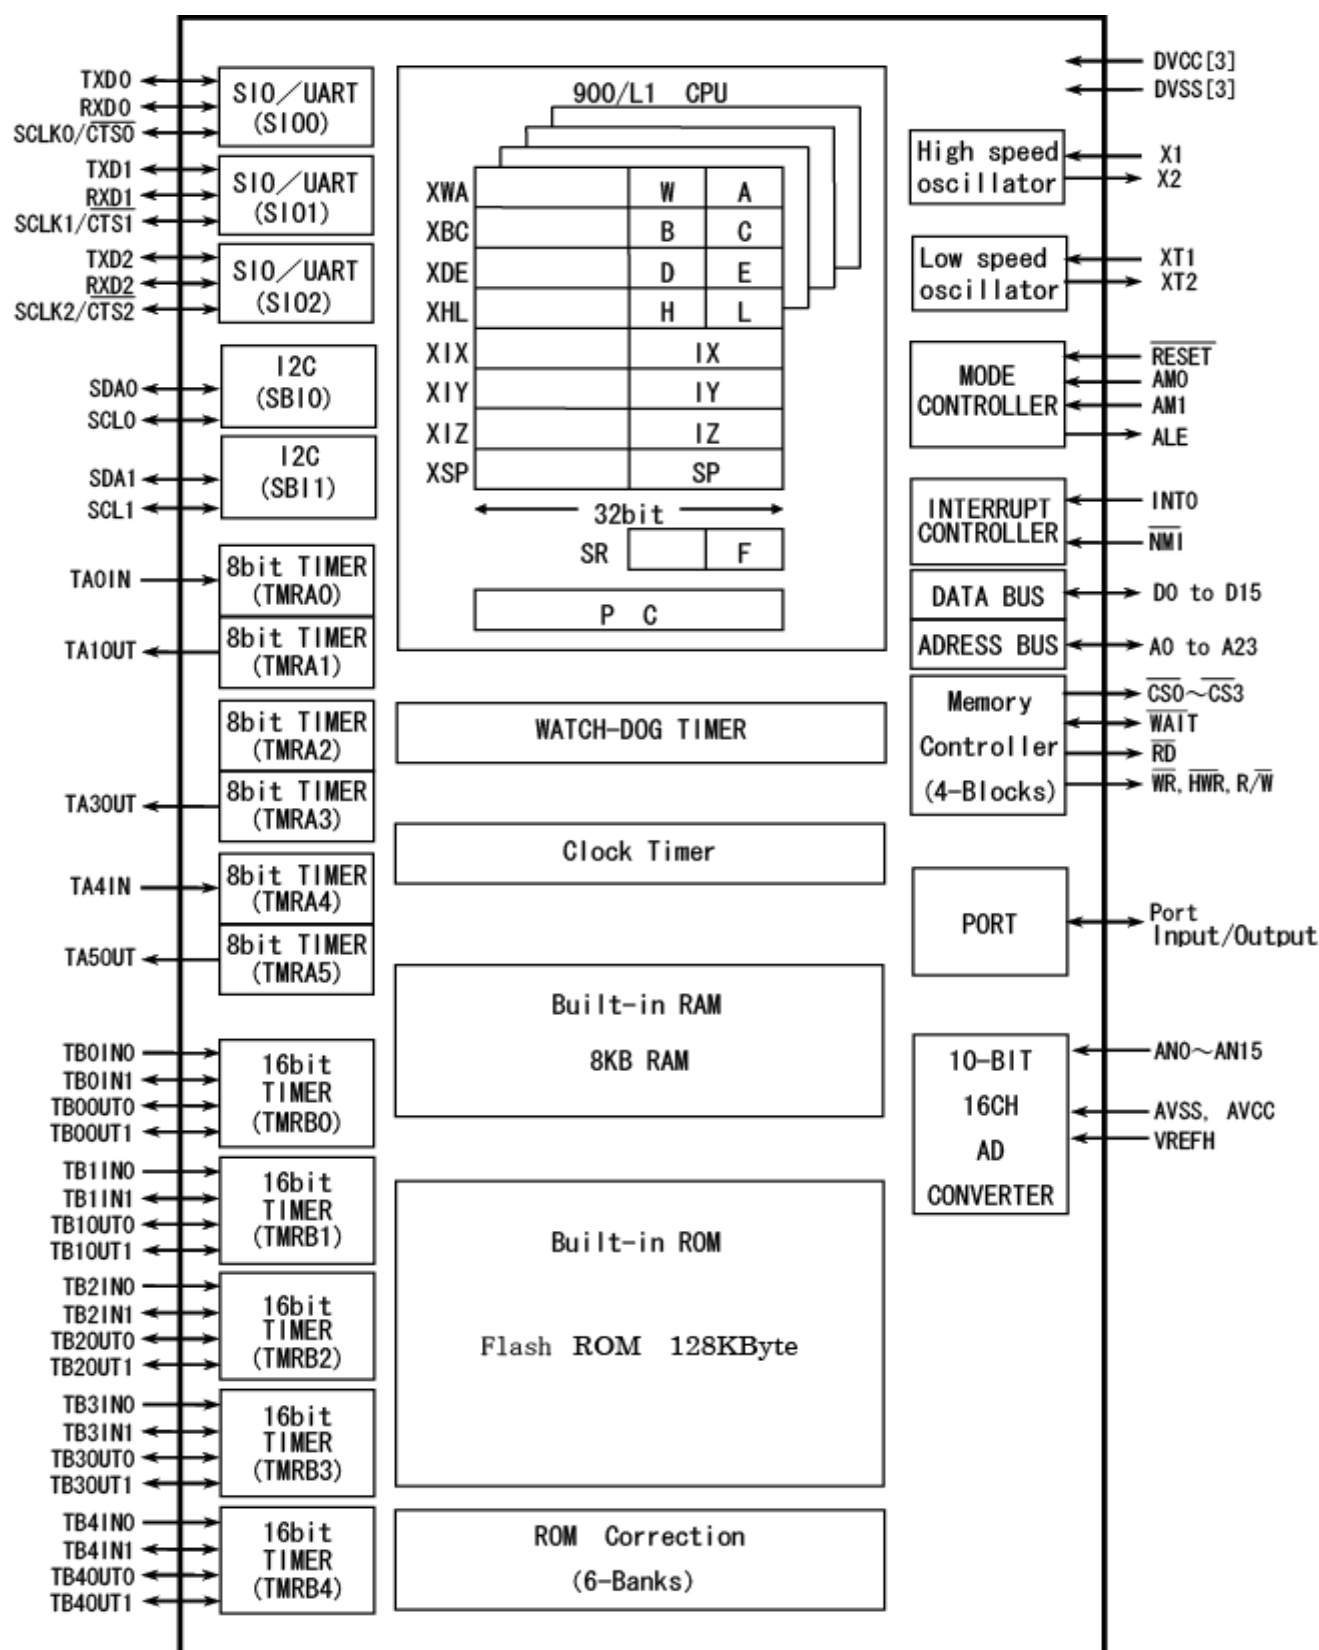 TXD0
RXD0
SCLK0/CTS0
SIO／UART
(SIO0)
TXD1
RXD1
SCLK1/CTS1
SIO／UART
(SIO1)
TXD2
RXD2
SCLK2/CTS2
SIO／UART
(SIO2)
SDA0
SCL0
I2C
(SBI0)
SDA1
SCL1
I2C
(SBI1)
TA0IN
8bit TIMER
(TMRA0)
TA1OUT
8bit TIMER
(TMRA1)
8bit TIMER
(TMRA2)
TA3OUT
8bit TIMER
(TMRA3)
TA4IN
8bit TIMER
(TMRA4)
TA5OUT
8bit TIMER
(TMRA5)
TB0IN0
TB0IN1
TB0OUT0
TB0OUT1
16bit
TIMER
(TMRB0)
TB1IN0
TB1IN1
TB1OUT0
TB1OUT1
16bit
TIMER
(TMRB1)
TB2IN0
TB2IN1
TB2OUT0
TB2OUT1
16bit
TIMER
(TMRB2)
TB3IN0
TB3IN1
TB3OUT0
TB3OUT1
16bit
TIMER
(TMRB3)
TB4IN0
TB4IN1
TB4OUT0
TB4OUT1
16bit
TIMER
(TMRB4)
900/L1 CPU
XWA W A
XBC B C
XDE D E
XHL H L
XIX IX
XIY IY
XIZ IZ
XSP SP
32bit
SR F
P C
WATCH-DOG TIMER
Clock Timer
Built-in RAM
8KB RAM
Built-in ROM
Flash ROM 128KByte
ROM Correction
(6-Banks)
DVCC[3]
DVSS[3]
High speed
oscillator
X1
X2
Low speed
oscillator
XT1
XT2
MODE
CONTROLLER
RESET
AM0
AM1
ALE
INTERRUPT
CONTROLLER
INT0
NMI
DATA BUS
D0 to D15
ADRESS BUS
A0 to A23
Memory
Controller
(4-Blocks)
CS0～CS3
WAIT
RD
WR, HWR, R/W
PORT
Port
Input/Output
10-BIT
16CH
AD
CONVERTER
AN0～AN15
AVSS, AVCC
VREFH